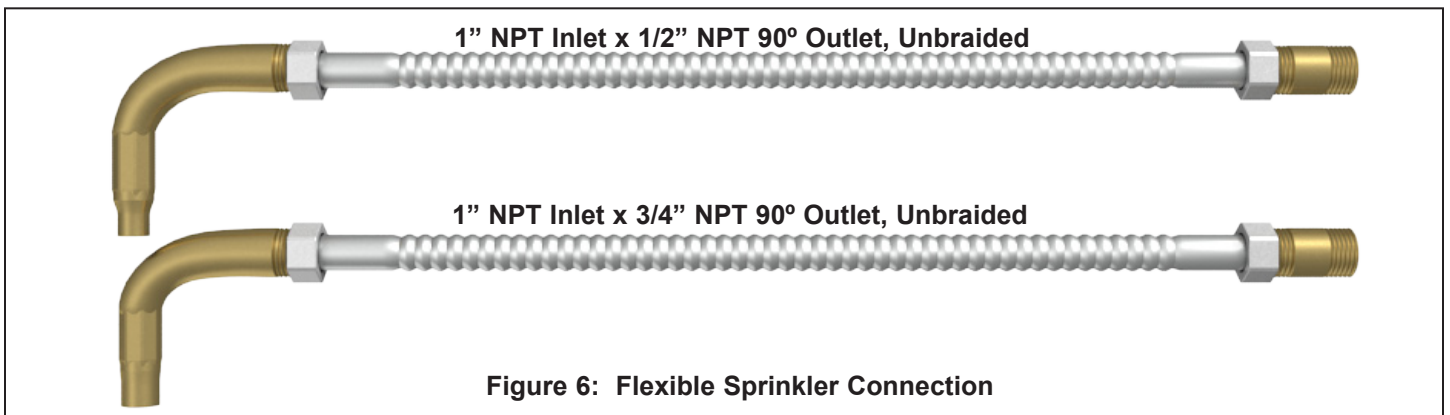 1” NPT Inlet x 1/2” NPT 90º Outlet, Unbraided
1” NPT Inlet x 3/4” NPT 90º Outlet, Unbraided
Figure 6:  Flexible Sprinkler Connection